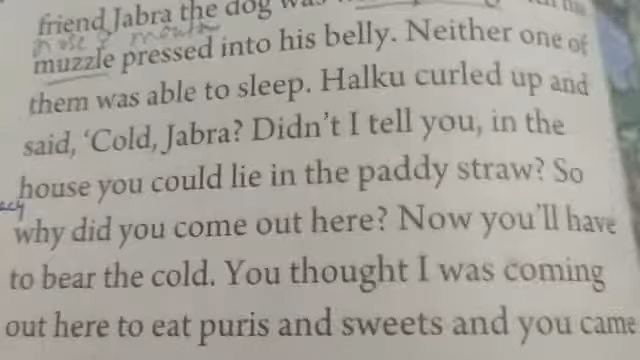 friend Jabra the dog was
nose & mouth
muzzle pressed into his belly. Neither one of
them was able to sleep. Halku curled up and
said, ‘Cold, Jabra? Didn’t I tell you, in the
house you could lie in the paddy straw? So
why did you come out here? Now you’ll have
to bear the cold. You thought I was coming
out here to eat puris and sweets and you came